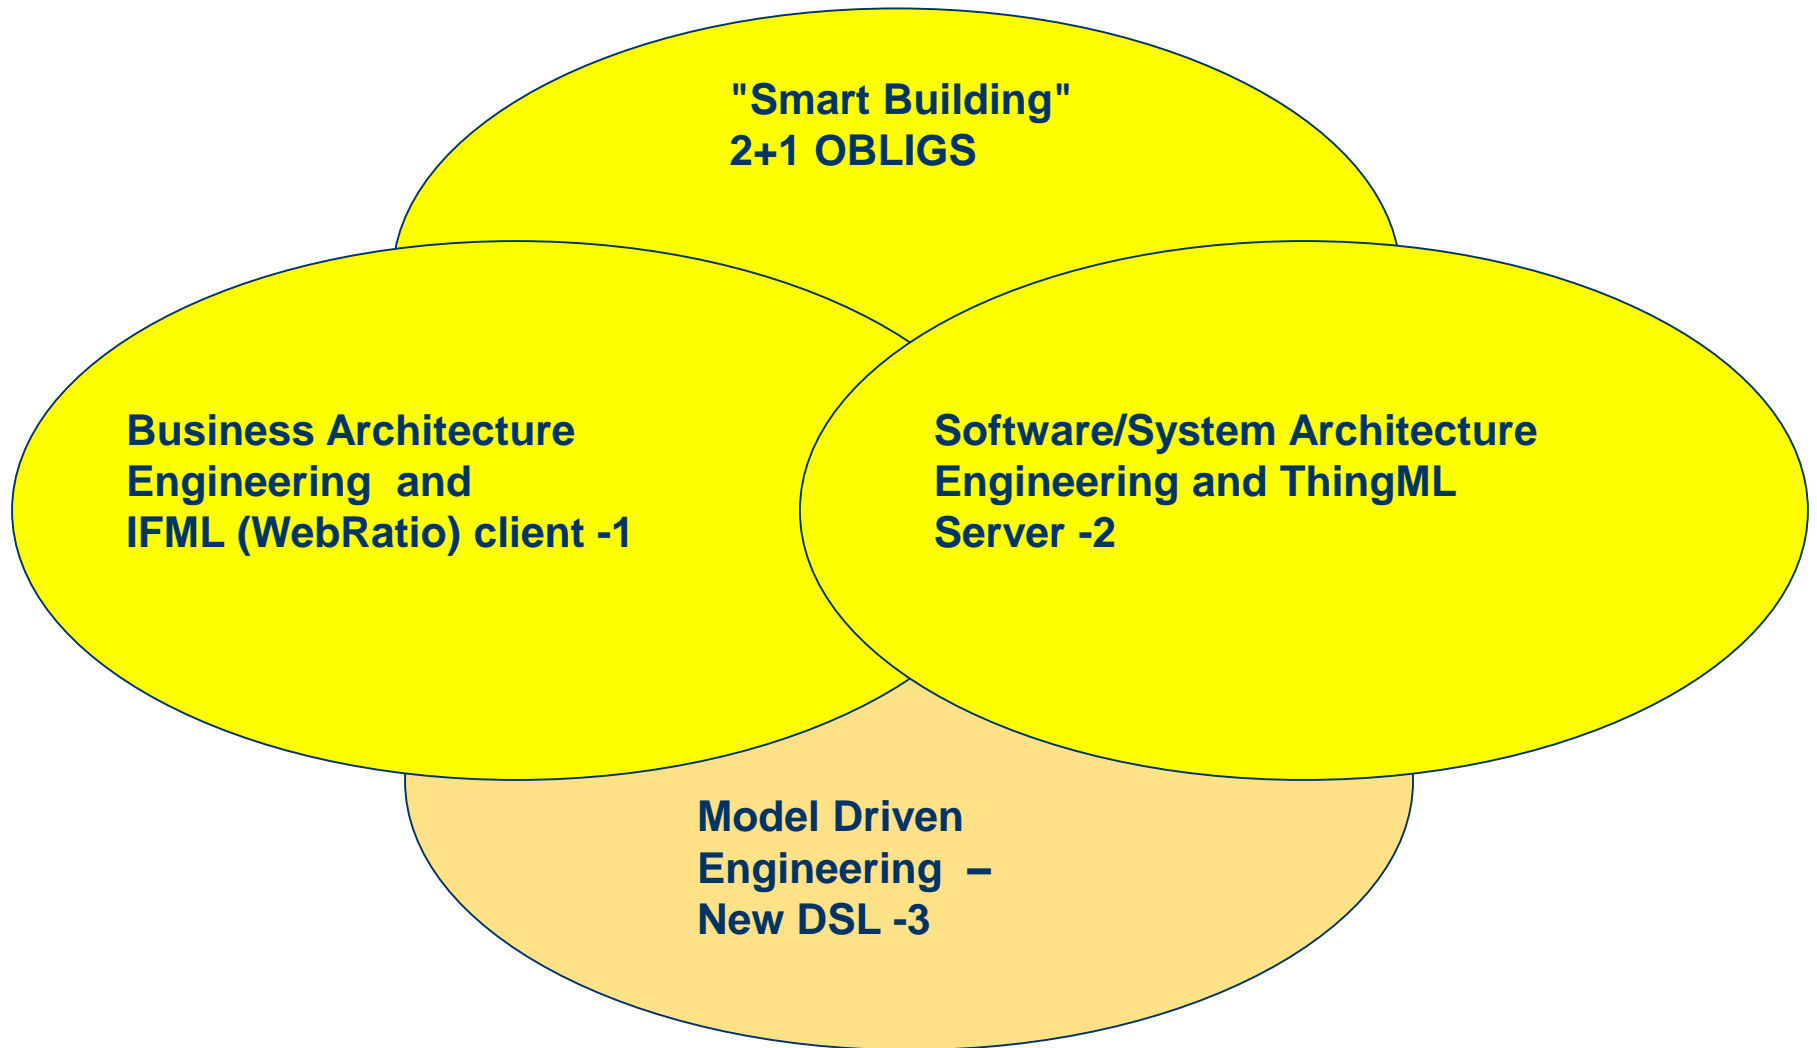 "Smart Building"
2+1 OBLIGS
Business Architecture
Engineering  and
IFML (WebRatio) client -1
Software/System Architecture
Engineering and ThingML
Server -2
Model Driven
Engineering  –
New DSL -3